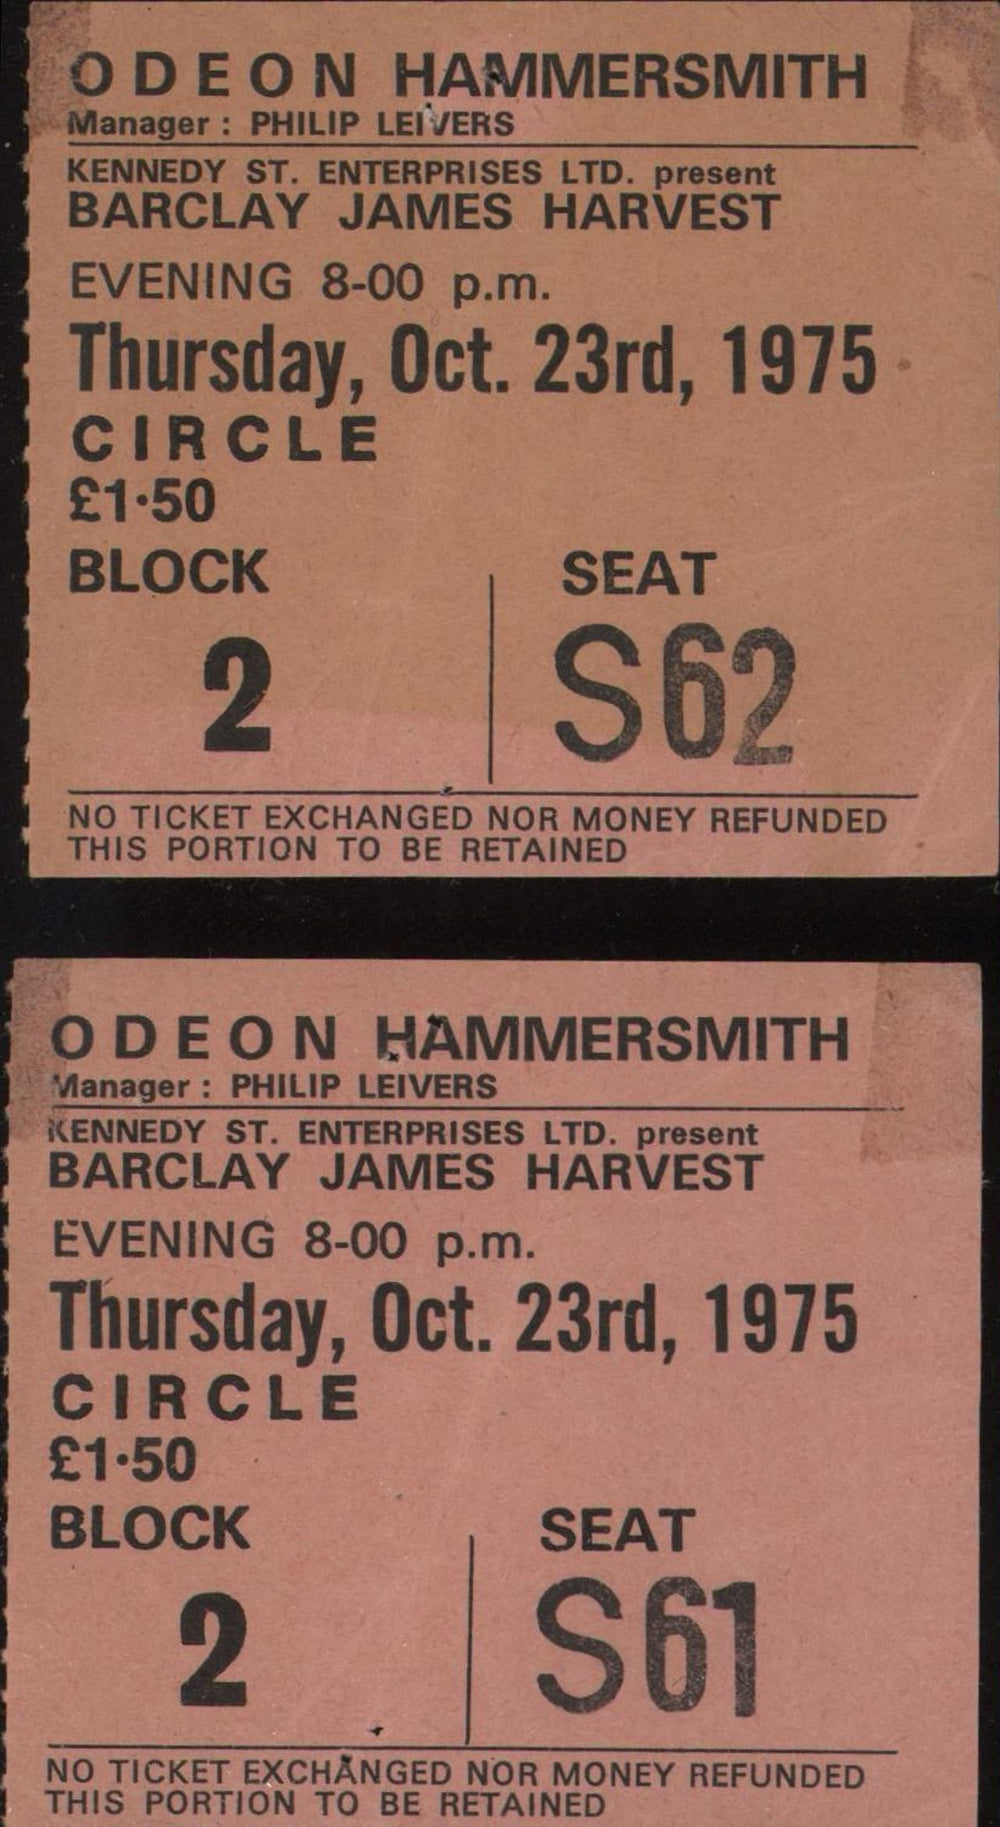 ODEON HAMMERSMITH
Manager : PHILIP LEIVERS
KENNEDY ST. ENTERPRISES LTD. present
BARCLAY JAMES HARVEST
EVENING 8-00 p.m.
Thursday, Oct. 23rd, 1975
CIRCLE
£1·50
BLOCK SEAT
2 S62
NO TICKET EXCHANGED NOR MONEY REFUNDED
THIS PORTION TO BE RETAINED
ODEON HAMMERSMITH
Manager : PHILIP LEIVERS
KENNEDY ST. ENTERPRISES LTD. present
BARCLAY JAMES HARVEST
EVENING 8-00 p.m.
Thursday, Oct. 23rd, 1975
CIRCLE
£1·50
BLOCK SEAT
2 S61
NO TICKET EXCHANGED NOR MONEY REFUNDED
THIS PORTION TO BE RETAINED